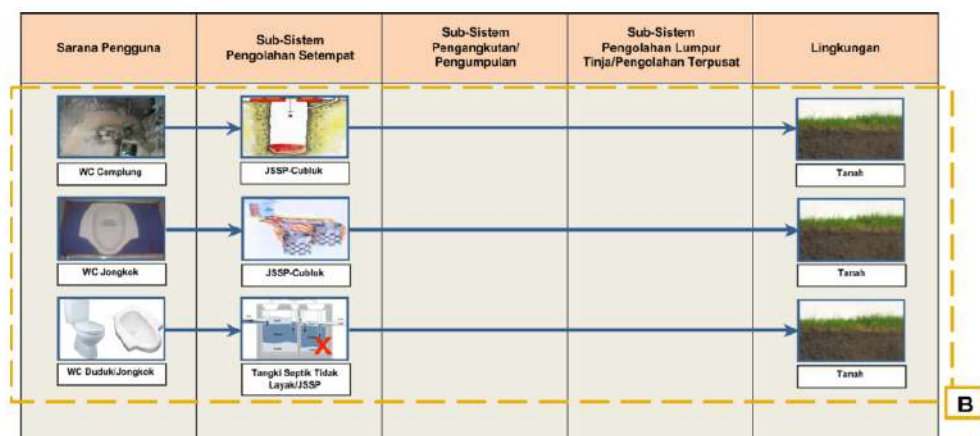 Sarana Pengguna
Sub-Sistem
Pengolahan Setempat
Sub-Sistem
Pengangkutan/
Pengumpulan
Sub-Sistem
Pengolahan Lumpur
Tinja/Pengolahan Terpusat
Lingkungan
WC Cemplung
JSSP-Cubluk
Tanah
WC Jongkok
JSSP-Cubluk
Tanah
WC Duduk/Jongkok
Tangki Septik Tidak
Layak/JSSP
Tanah
X
B